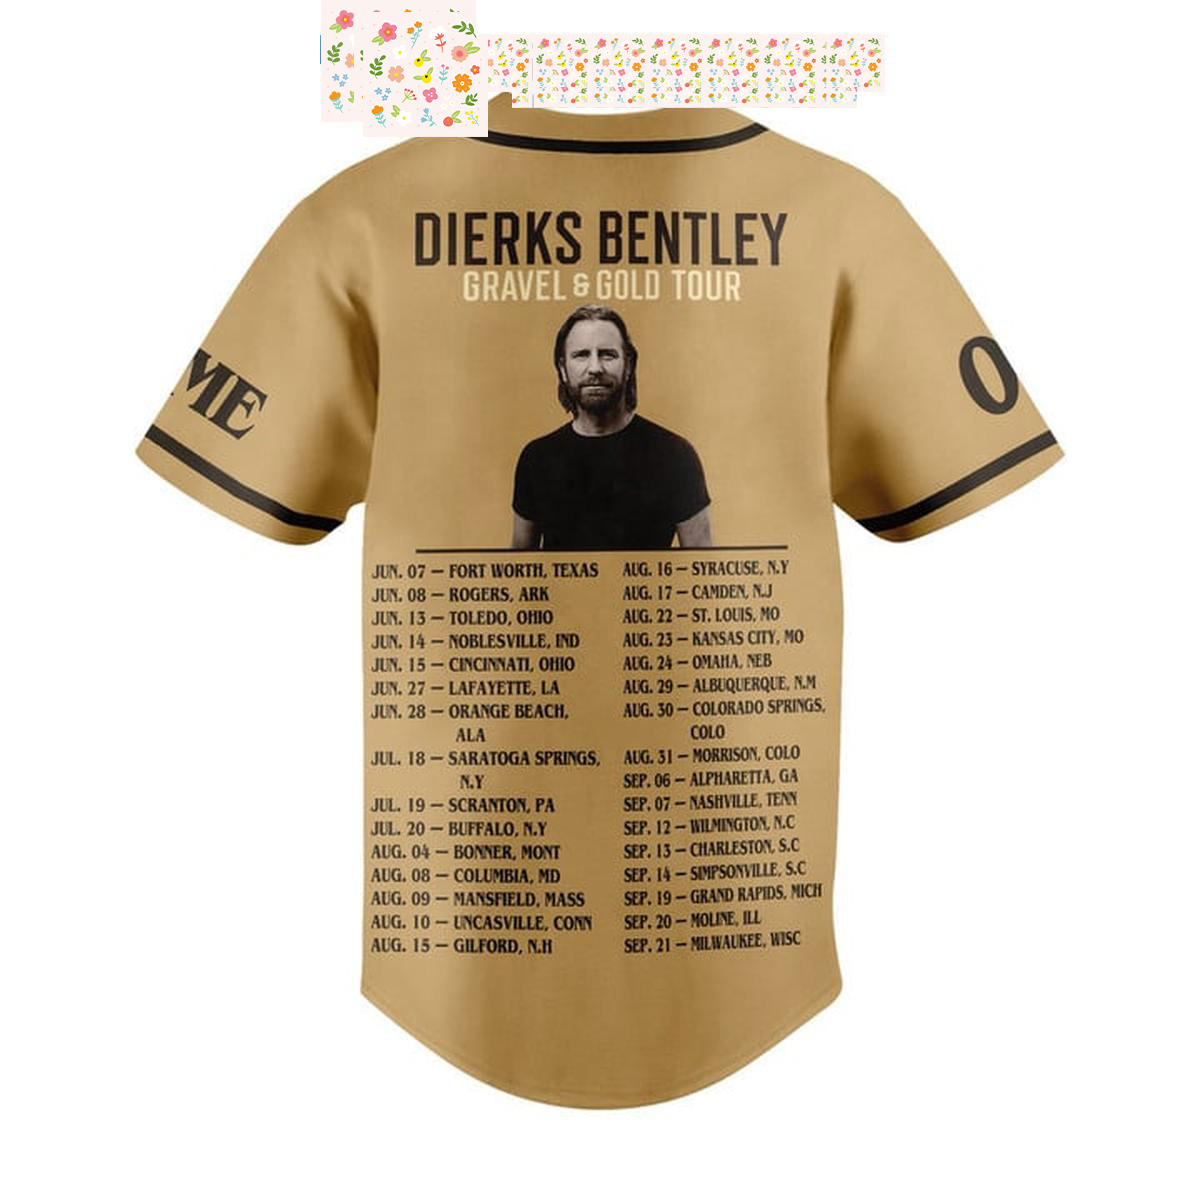 DIERKS BENTLEY
GRAVEL & GOLD TOUR
ME
0
JUN. 07 — FORT WORTH, TEXAS
JUN. 08 — ROGERS, ARK
JUN. 13 — TOLEDO, OHIO
JUN. 14 — NOBLESVILLE, IND
JUN. 15 — CINCINNATI, OHIO
JUN. 27 — LAFAYETTE, LA
JUN. 28 — ORANGE BEACH,
ALA
JUL. 18 — SARATOGA SPRINGS,
N.Y
JUL. 19 — SCRANTON, PA
JUL. 20 — BUFFALO, N.Y
AUG. 04 — BONNER, MONT
AUG. 08 — COLUMBIA, MD
AUG. 09 — MANSFIELD, MASS
AUG. 10 — UNCASVILLE, CONN
AUG. 15 — GILFORD, N.H
AUG. 16 — SYRACUSE, N.Y
AUG. 17 — CAMDEN, N.J
AUG. 22 — ST. LOUIS, MO
AUG. 23 — KANSAS CITY, MO
AUG. 24 — OMAHA, NEB
AUG. 29 — ALBUQUERQUE, N.M
AUG. 30 — COLORADO SPRINGS,
COLO
AUG. 31 — MORRISON, COLO
SEP. 06 — ALPHARETTA, GA
SEP. 07 — NASHVILLE, TENN
SEP. 12 — WILMINGTON, N.C
SEP. 13 — CHARLESTON, S.C
SEP. 14 — SIMPSONVILLE, S.C
SEP. 19 — GRAND RAPIDS, MICH
SEP. 20 — MOLINE, ILL
SEP. 21 — MILWAUKEE, WISC